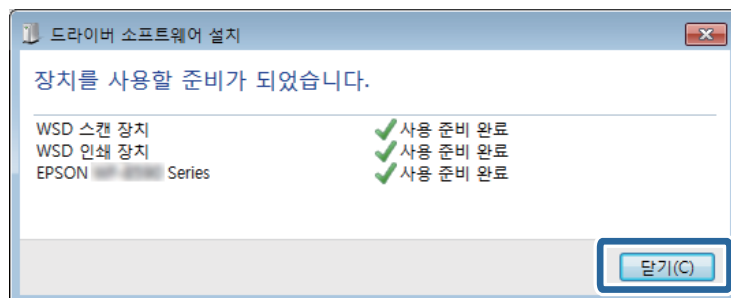 드라이버 소프트웨어 설치
장치를 사용할 준비가 되었습니다.
WSD 스캔 장치 사용 준비 완료
WSD 인쇄 장치 사용 준비 완료
EPSON Series 사용 준비 완료
닫기(C)